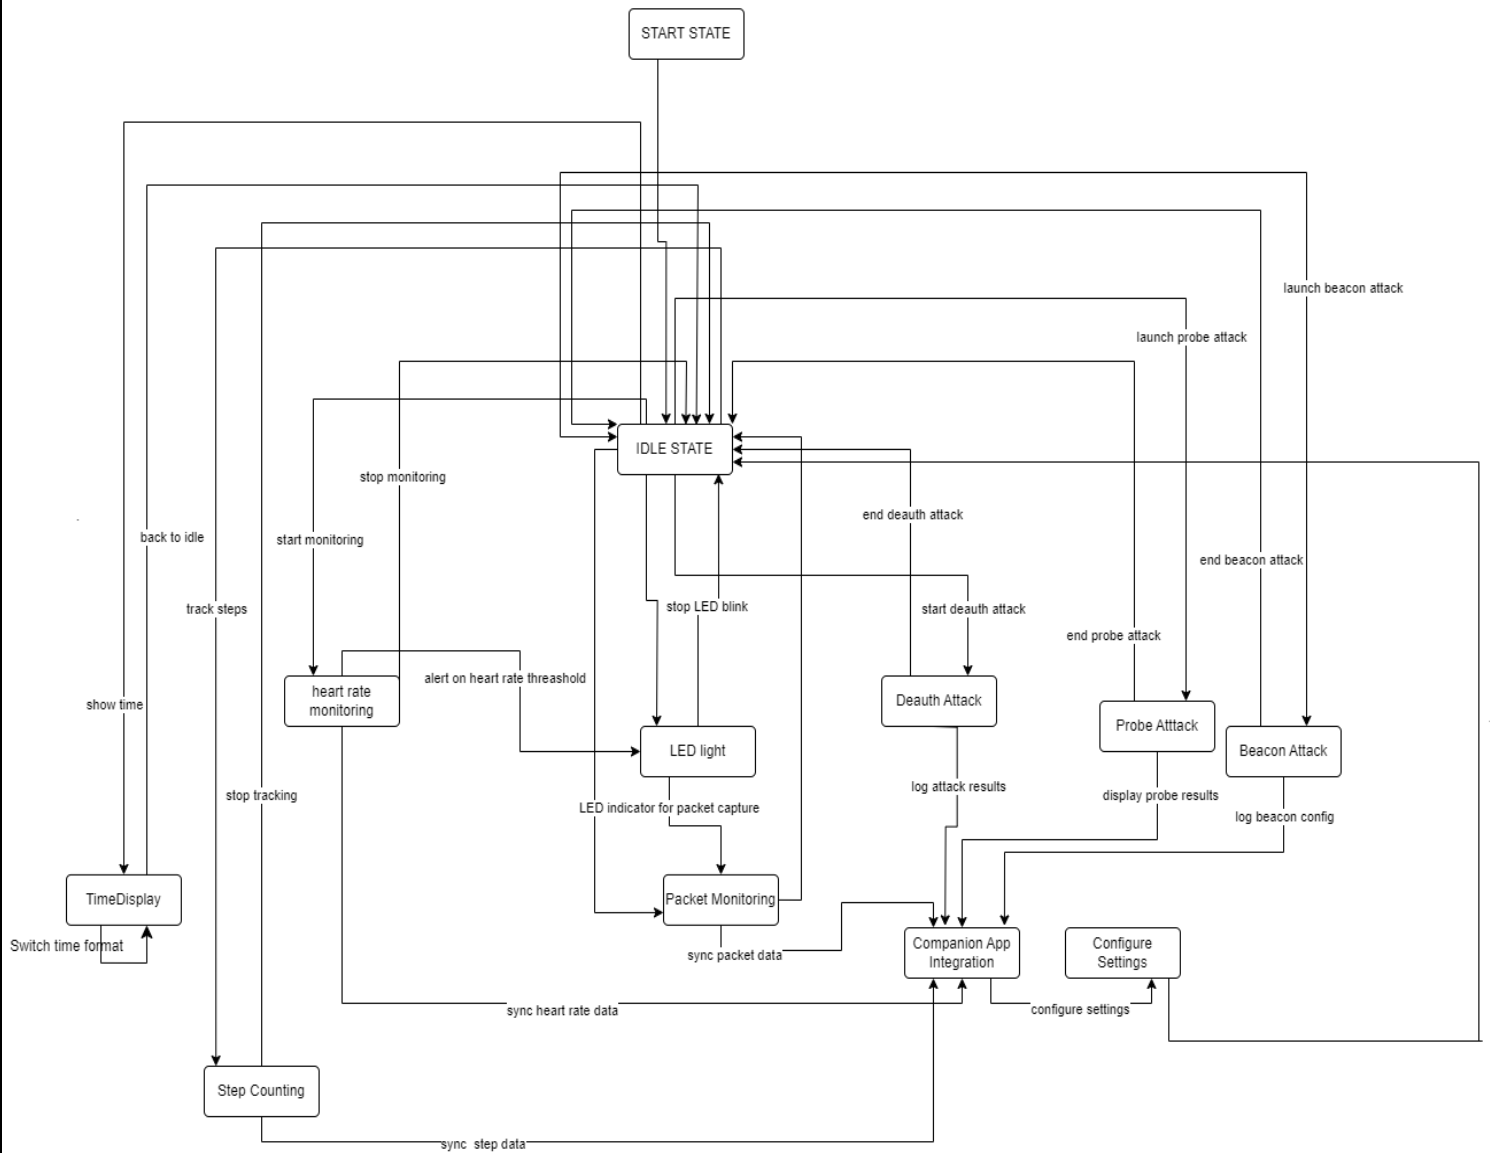 START STATE
launch beacon attack
launch probe attack
IDLE STATE
stop monitoring
end deauth attack
back to idle
start monitoring
end beacon attack
track steps
stop LED blink
start deauth attack
end probe attack
alert on heart rate threashold
heart rate
monitoring
Deauth Attack
show time
Probe Atttack
LED light
Beacon Attack
log attack results
stop tracking
display probe results
LED indicator for packet capture
log beacon config
TimeDisplay
Packet Monitoring
Switch time format
Companion App
Integration
Configure
Settings
sync packet data
sync heart rate data
configure settings
Step Counting
sync step data